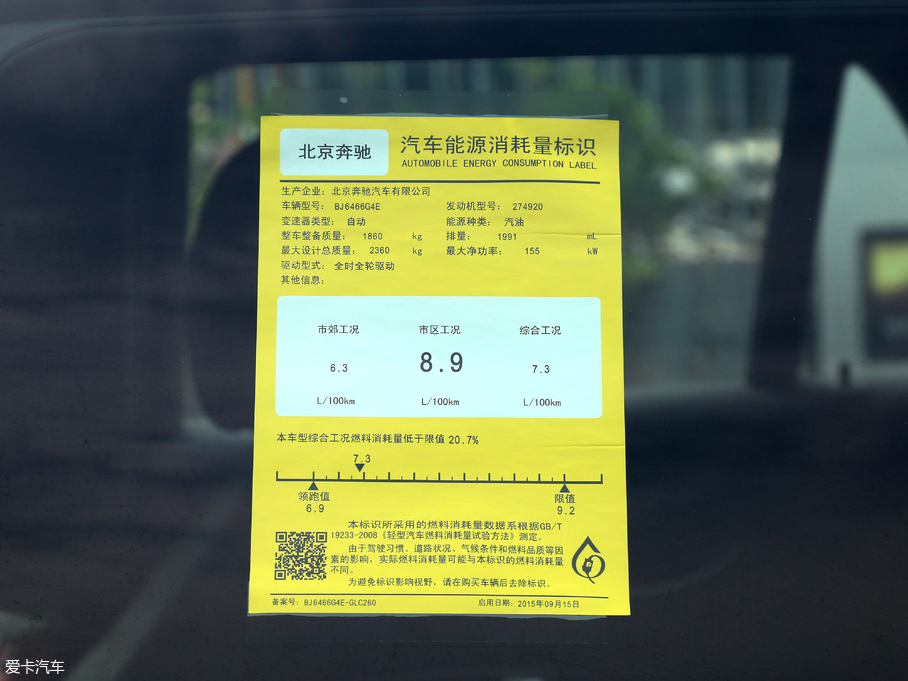 北京奔驰
汽车能源消耗量标识
AUTOMOBILE ENERGY CONSUMPTION LABEL
生产企业：北京奔驰汽车有限公司
车辆型号： BJ6466G4E 发动机型号： 274920
变速器类型： 自动 能源种类： 汽油
整车整备质量： 1860 kg 排量： 1991 mL
最大设计总质量： 2360 kg 最大净功率： 155 kW
驱动型式： 全时全轮驱动
其他信息：
市郊工况 市区工况 综合工况
6.3 8.9 7.3
L/100km L/100km L/100km
本车型综合工况燃料消耗量低于限值 20.7%
7.3
领跑值 限值
6.9 9.2
本标识所采用的燃料消耗量数据系根据GB/T
19233-2008《轻型汽车燃料消耗量试验方法》测定。
由于驾驶习惯、道路状况、气候条件和燃料品质等因
素的影响，实际燃料消耗量可能与本标识的燃料消耗量
不同。
为避免标识影响视野，请在购买车辆后去除标识。
备案号：BJ6466G4E-GLC260 启用日期：2015年09月15日
爱卡汽车